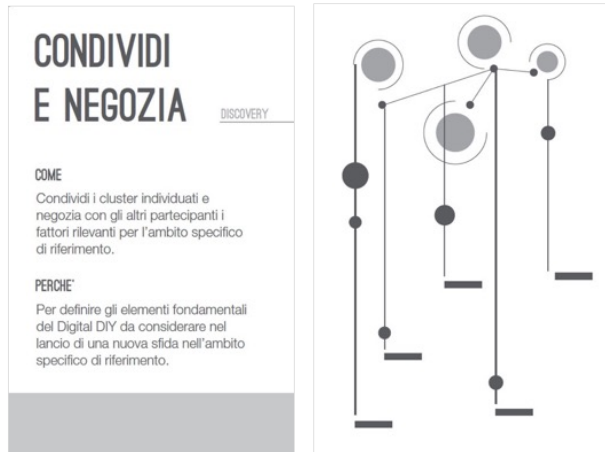 CONDIVIDI
E NEGOZIA
DISCOVERY
COME
Condividi i cluster individuati e
negozia con gli altri partecipanti i
fattori rilevanti per l'ambito specifico
di riferimento.
PERCHE'
Per definire gli elementi fondamentali
del Digital DIY da considerare nel
lancio di una nuova sfida nell'ambito
specifico di riferimento.